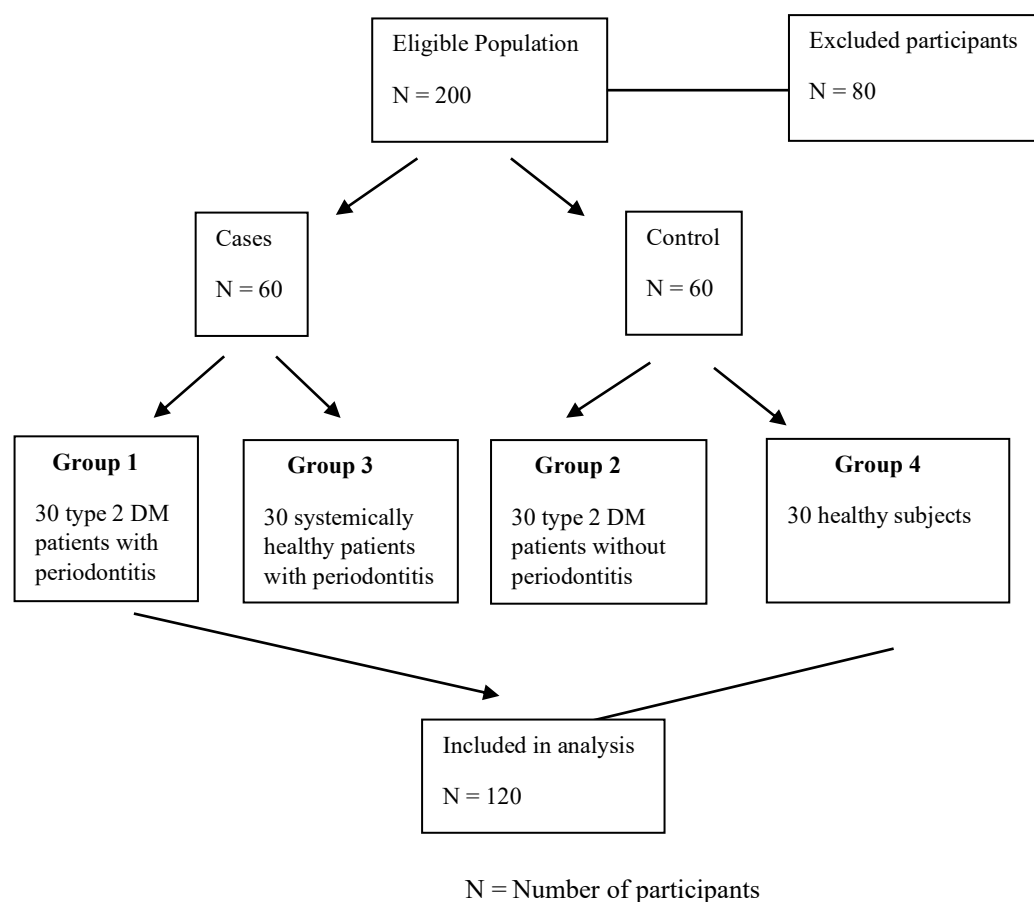 Eligible Population
N = 200
Excluded participants
N = 80
Cases
N = 60
Control
N = 60
Group 1
30 type 2 DM
patients with
periodontitis
Group 3
30 systemically
healthy patients
with periodontitis
Group 2
30 type 2 DM
patients without
periodontitis
Group 4
30 healthy subjects
Included in analysis
N = 120
N = Number of participants